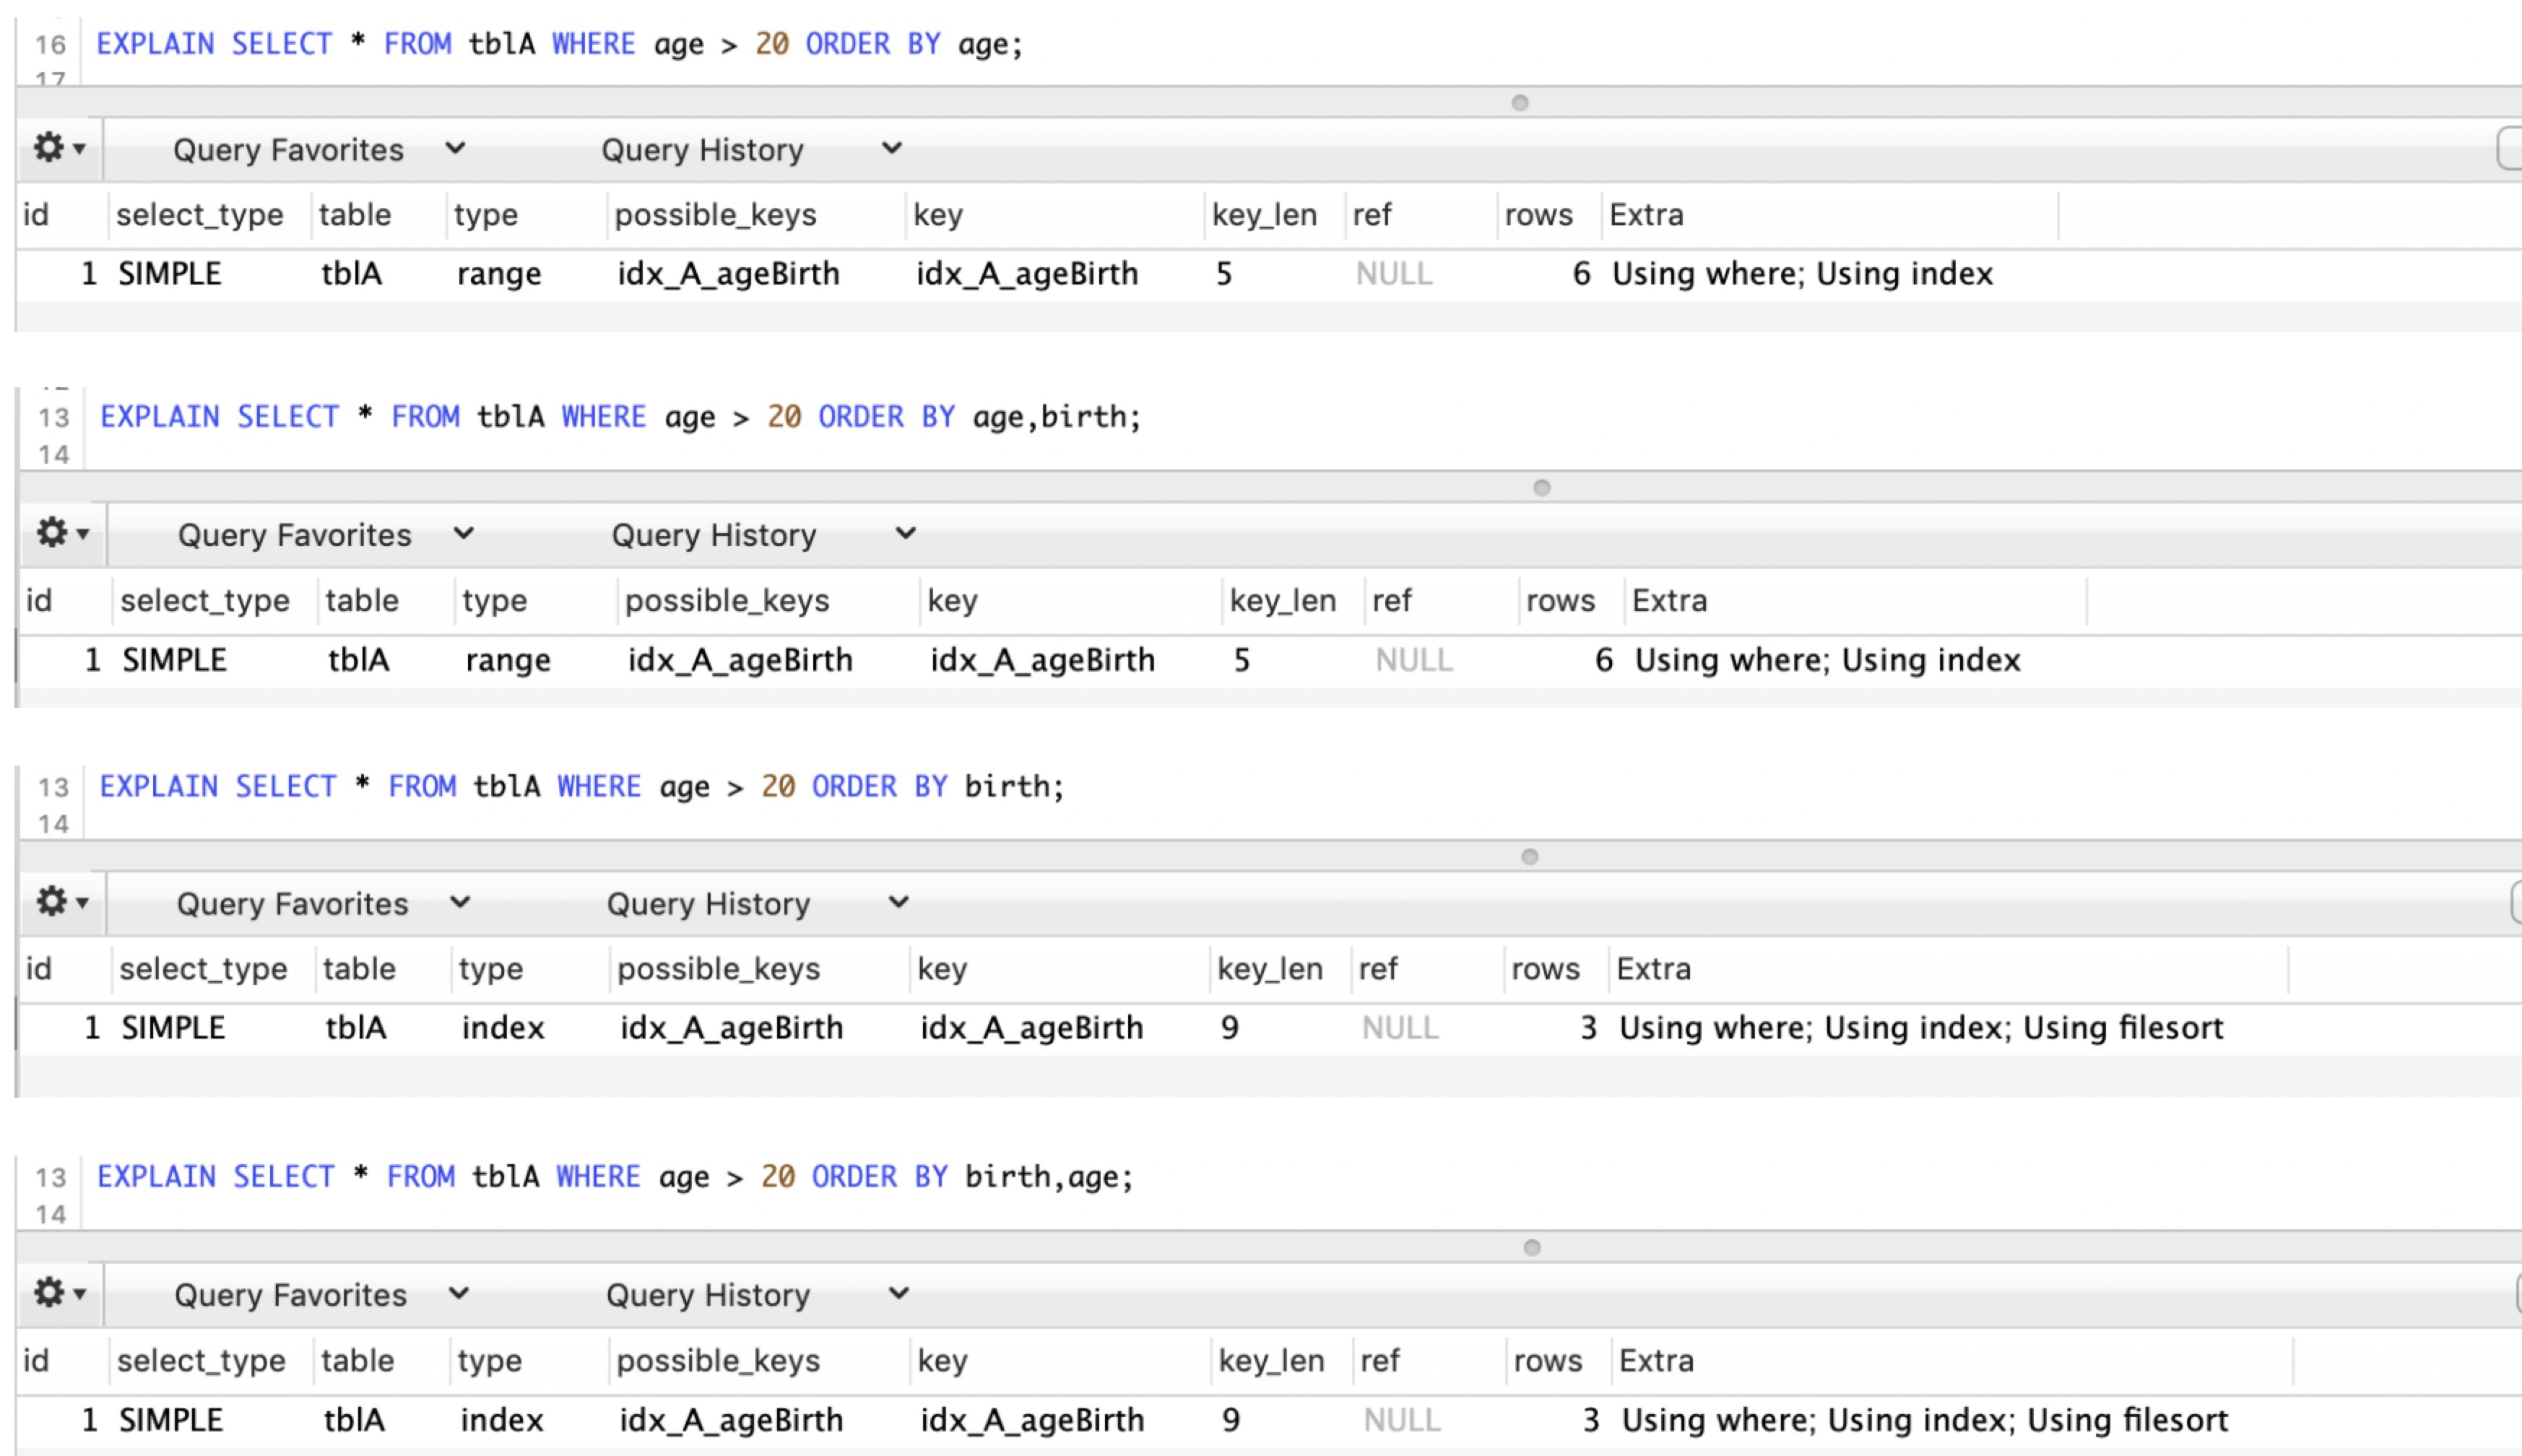 16 EXPLAIN SELECT * FROM tblA WHERE age > 20 ORDER BY age;
17
Query Favorites Query History
id select_type table type possible_keys key key_len ref rows Extra
1 SIMPLE tblA range idx_A_ageBirth idx_A_ageBirth 5 NULL 6 Using where; Using index
13 EXPLAIN SELECT * FROM tblA WHERE age > 20 ORDER BY age,birth;
14
Query Favorites Query History
id select_type table type possible_keys key key_len ref rows Extra
1 SIMPLE tblA range idx_A_ageBirth idx_A_ageBirth 5 NULL 6 Using where; Using index
13 EXPLAIN SELECT * FROM tblA WHERE age > 20 ORDER BY birth;
14
Query Favorites Query History
id select_type table type possible_keys key key_len ref rows Extra
1 SIMPLE tblA index idx_A_ageBirth idx_A_ageBirth 9 NULL 3 Using where; Using index; Using filesort
13 EXPLAIN SELECT * FROM tblA WHERE age > 20 ORDER BY birth,age;
14
Query Favorites Query History
id select_type table type possible_keys key key_len ref rows Extra
1 SIMPLE tblA index idx_A_ageBirth idx_A_ageBirth 9 NULL 3 Using where; Using index; Using filesort